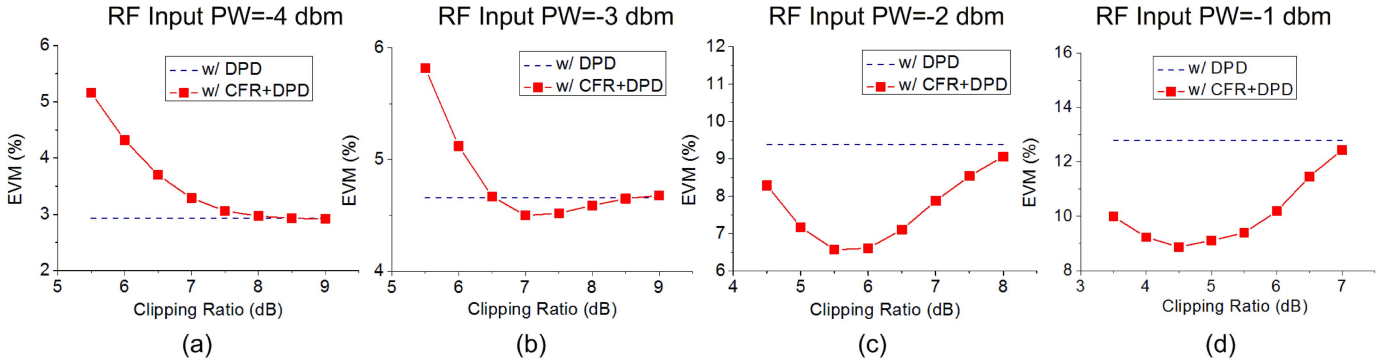 RF Input PW=-4 dbm
RF Input PW=-3 dbm
RF Input PW=-2 dbm
RF Input PW=-1 dbm
6
5
4
3
2
EVM (%)
w/ DPD
w/ CFR+DPD
5 6 7 8 9
Clipping Ratio (dB)
(a)
6
5
4
EVM (%)
w/ DPD
w/ CFR+DPD
5 6 7 8 9
Clipping Ratio (dB)
(b)
12
11
10
9
8
7
6
EVM (%)
w/ DPD
w/ CFR+DPD
4 5 6 7 8
Clipping Ratio (dB)
(c)
16
14
12
10
8
EVM (%)
w/ DPD
w/ CFR+DPD
3 4 5 6 7
Clipping Ratio (dB)
(d)